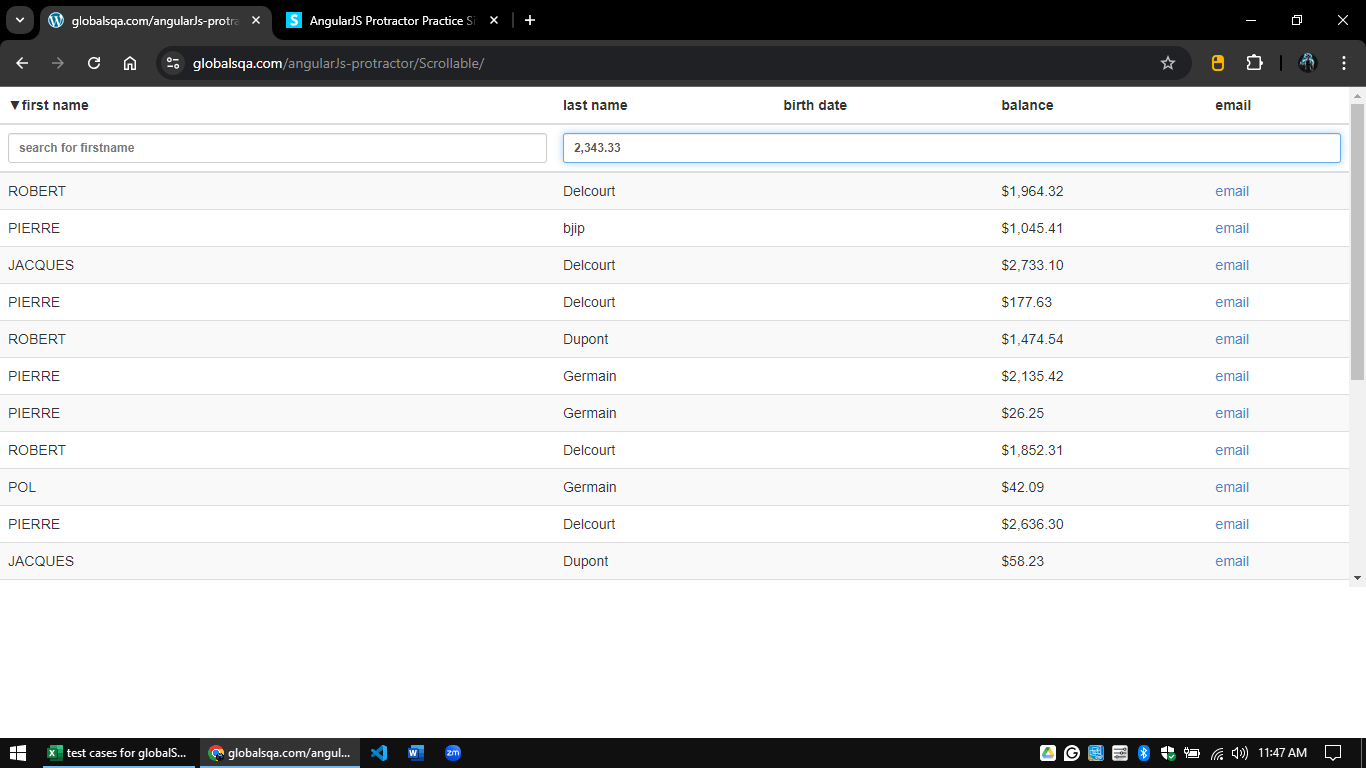 globalsqa.com/angularJs-protra
AngularJS Protractor Practice Si
globalsqa.com/angularJs-protractor/Scrollable/
▼first name last name birth date balance email
search for firstname 2,343.33
ROBERT Delcourt $1,964.32 email
PIERRE bjip $1,045.41 email
JACQUES Delcourt $2,733.10 email
PIERRE Delcourt $177.63 email
ROBERT Dupont $1,474.54 email
PIERRE Germain $2,135.42 email
PIERRE Germain $26.25 email
ROBERT Delcourt $1,852.31 email
POL Germain $42.09 email
PIERRE Delcourt $2,636.30 email
JACQUES Dupont $58.23 email
test cases for globalS... globalsqa.com/angul... zm 11:47 AM